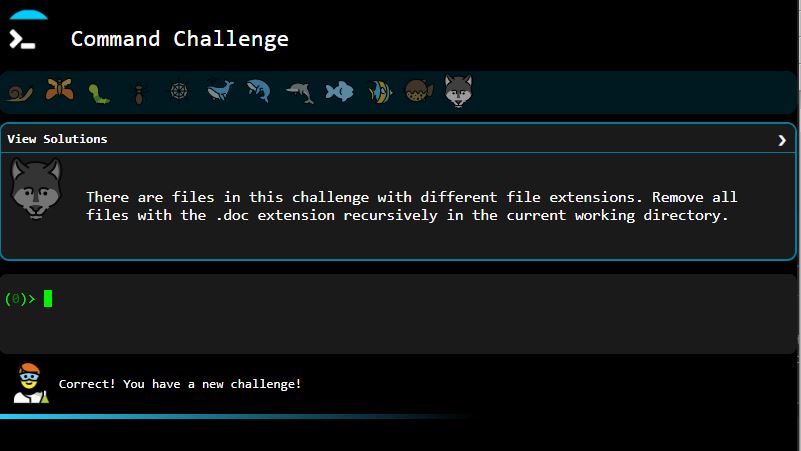 Command Challenge
View Solutions
There are files in this challenge with different file extensions. Remove all
files with the .doc extension recursively in the current working directory.
(0)>
Correct! You have a new challenge!